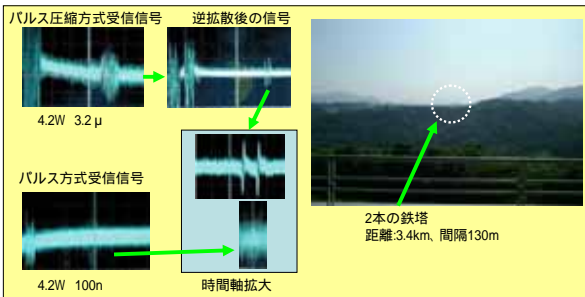 パルス圧縮方式受信信号
逆拡散後の信号
4.2W 3.2μ
パルス方式受信信号
4.2W 100n
時間軸拡大
2本の鉄塔
距離:3.4km、間隔130m